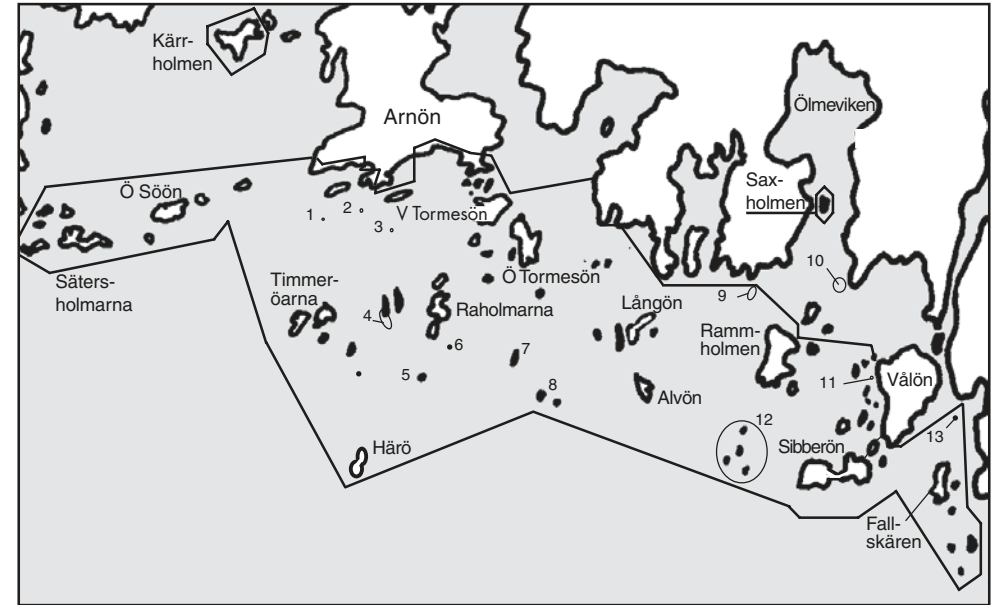 Kärr-
holmen
Arnön
Ölmeviken
Ö Söön
Sax-
holmen
1
2
3
V Tormesön
Säters-
holmarna
Timmer-
öarna
Ö Tormesön
10
4
Raholmarna
Långön
9
Ramm-
holmen
6
7
5
8
11
Vålön
Alvön
12
13
Härö
Sibberön
Fall-
skären